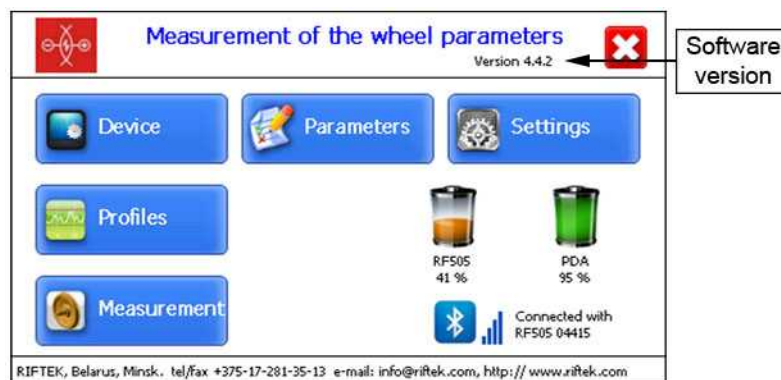 Measurement of the wheel parameters
Version 4.4.2
Software
version
Device
Parameters
Settings
Profiles
RF505
41 %
PDA
95 %
Measurement
Connected with
RF505 04415
RIFTEK, Belarus, Minsk. tel/fax +375-17-281-35-13 e-mail: info@riftek.com, http:// www.riftek.com